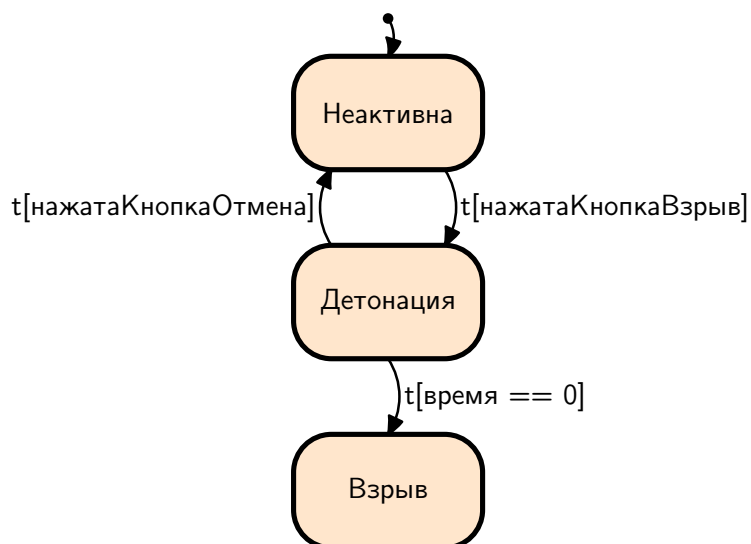 Неактивна
t[нажатаКнопкаОтмена]
t[нажатаКнопкаВзрыв]
Детонация
t[время == 0]
Взрыв